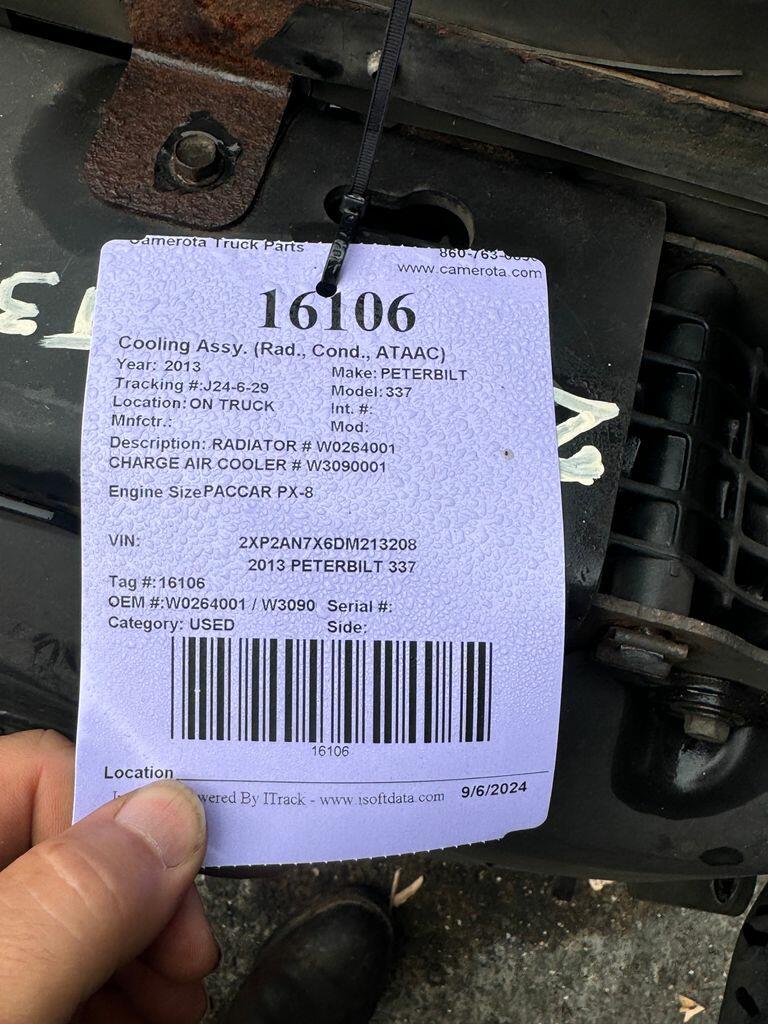 Camerota Truck Parts
860-763-
www.camerota.com
16106
Cooling Assy. (Rad., Cond., ATAAC)
Year: 2013 Make: PETERBILT
Tracking #:J24-6-29 Model: 337
Location: ON TRUCK Int. #:
Mnfctr.: Mod:
Description: RADIATOR # W0264001
CHARGE AIR COOLER # W3090001
Engine Size PACCAR PX-8
VIN: 2XP2AN7X6DM213208
2013 PETERBILT 337
Tag #:16106
OEM #:W0264001 / W3090 Serial #:
Category: USED Side:
16106
Location
wered By ITrack - www.isoftdata.com 9/6/2024